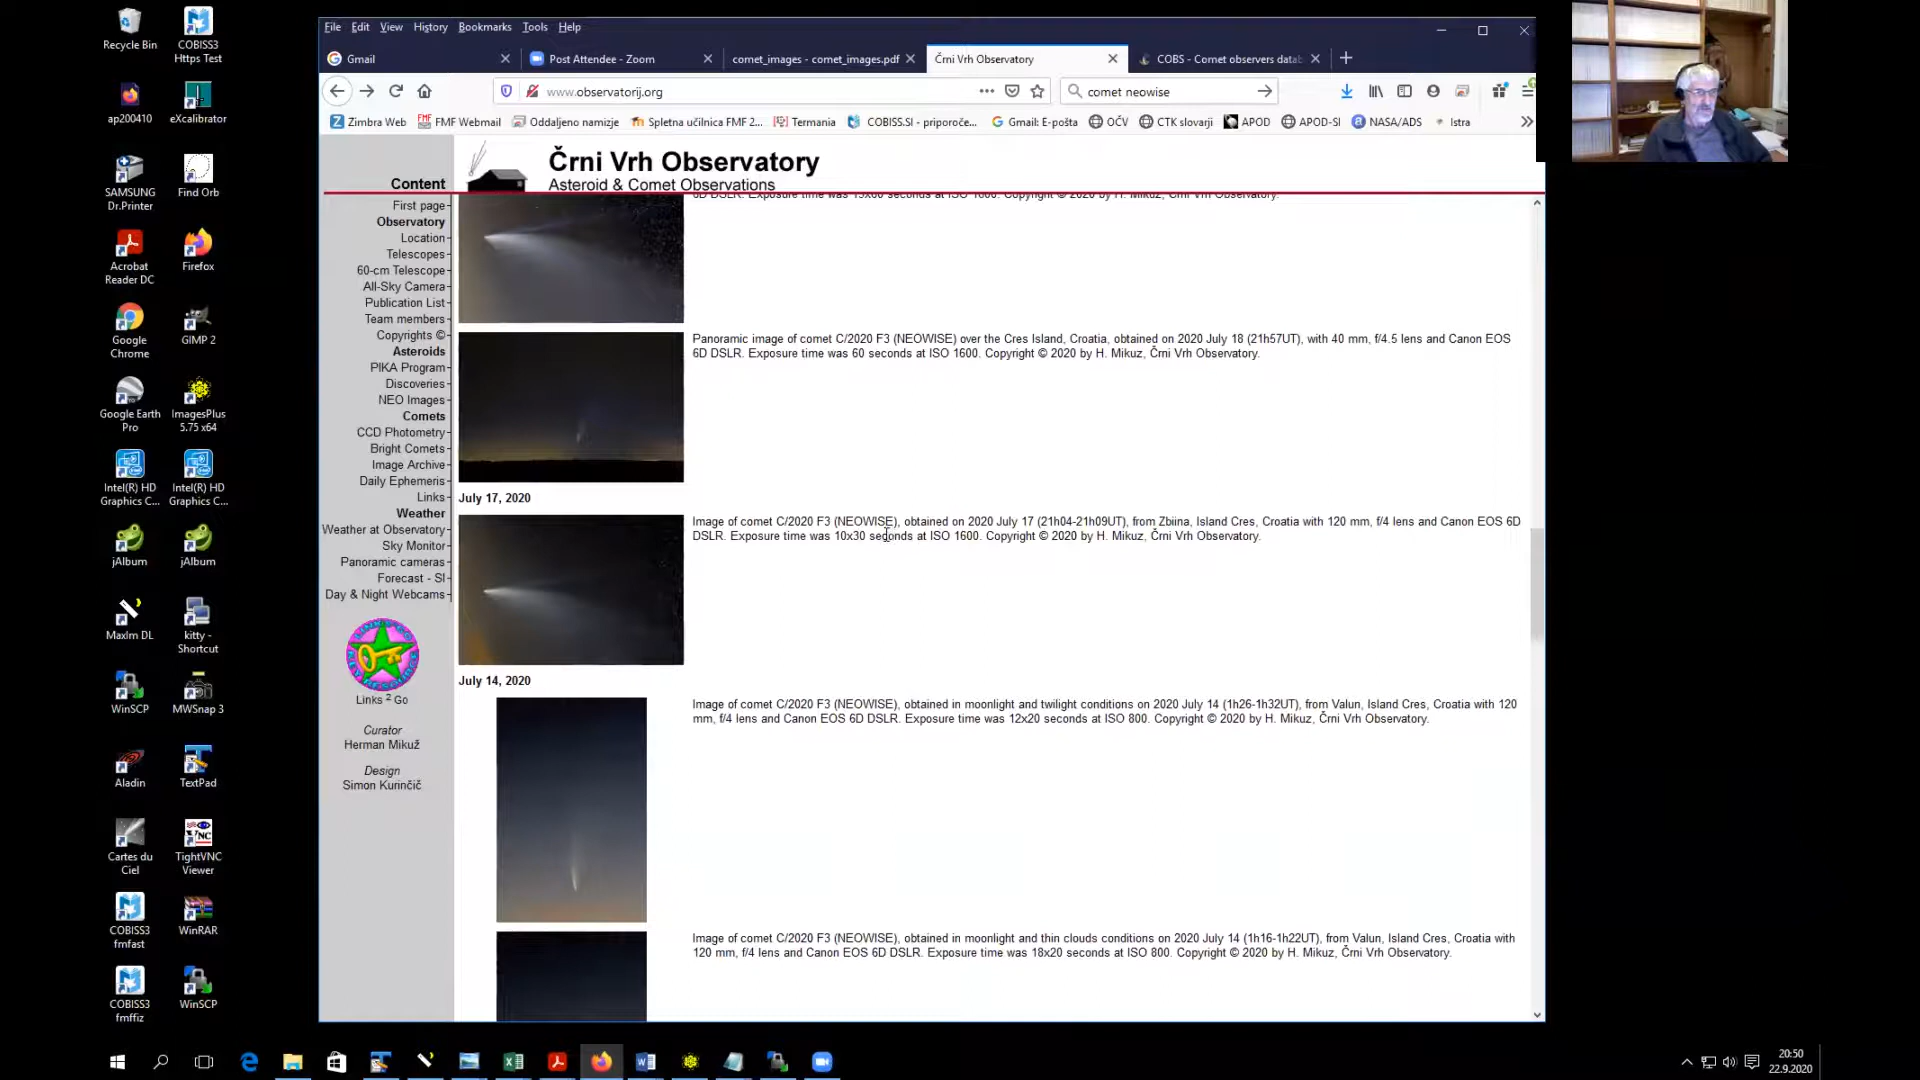 Recycle Bin
COBISS3
Https Test
ap200410
eXcalibrator
SAMSUNG
Dr.Printer
Find Orb
Acrobat
Reader DC
Firefox
Google
Chrome
GIMP 2
Google Earth
Pro
ImagesPlus
5.75 x64
Intel(R) HD
Graphics C...
Intel(R) HD
Graphics C...
jAlbum
jAlbum
MaxIm DL
kitty -
Shortcut
WinSCP
MWSnap 3
Aladin
TextPad
Cartes du
Ciel
TightVNC
Viewer
COBISS3
fmfast
WinRAR
COBISS3
fmffiz
WinSCP
File Edit View History Bookmarks Tools Help
Gmail
Post Attendee - Zoom
comet_images - comet_images.pdf
Črni Vrh Observatory
COBS - Comet observers datab
www.observatorij.org
comet neowise
Zimbra Web
FMF Webmail
Oddaljeno namizje
Spletna učilnica FMF 2...
Termania
COBISS.SI - priporoče...
Gmail: E-pošta
OČV
CTK slovarji
APOD
APOD-SI
NASA/ADS
Istra
Črni Vrh Observatory
Asteroid & Comet Observations
Content
First page
Observatory
Location
Telescopes
60-cm Telescope
All-Sky Camera
Publication List
Team members
Copyrights ©
Asteroids
PIKA Program
Discoveries
NEO Images
Comets
CCD Photometry
Bright Comets
Image Archive
Daily Ephemeris
Links
Weather
Weather at Observatory
Sky Monitor
Panoramic cameras
Forecast - SI
Day & Night Webcams
Links 2 Go
Curator
Herman Mikuž
Design
Simon Kurinčič
6D DSLR. Exposure time was 15x60 seconds at ISO 1600. Copyright © 2020 by H. Mikuz, Črni Vrh Observatory.
Panoramic image of comet C/2020 F3 (NEOWISE) over the Cres Island, Croatia, obtained on 2020 July 18 (21h57UT), with 40 mm, f/4.5 lens and Canon EOS
6D DSLR. Exposure time was 60 seconds at ISO 1600. Copyright © 2020 by H. Mikuz, Črni Vrh Observatory.
July 17, 2020
Image of comet C/2020 F3 (NEOWISE), obtained on 2020 July 17 (21h04-21h09UT), from Zbiina, Island Cres, Croatia with 120 mm, f/4 lens and Canon EOS 6D
DSLR. Exposure time was 10x30 seconds at ISO 1600. Copyright © 2020 by H. Mikuz, Črni Vrh Observatory.
July 14, 2020
Image of comet C/2020 F3 (NEOWISE), obtained in moonlight and twilight conditions on 2020 July 14 (1h26-1h32UT), from Valun, Island Cres, Croatia with 120
mm, f/4 lens and Canon EOS 6D DSLR. Exposure time was 12x20 seconds at ISO 800. Copyright © 2020 by H. Mikuz, Črni Vrh Observatory.
Image of comet C/2020 F3 (NEOWISE), obtained in moonlight and thin clouds conditions on 2020 July 14 (1h16-1h22UT), from Valun, Island Cres, Croatia with
120 mm, f/4 lens and Canon EOS 6D DSLR. Exposure time was 18x20 seconds at ISO 800. Copyright © 2020 by H. Mikuz, Črni Vrh Observatory.
20:50
22.9.2020